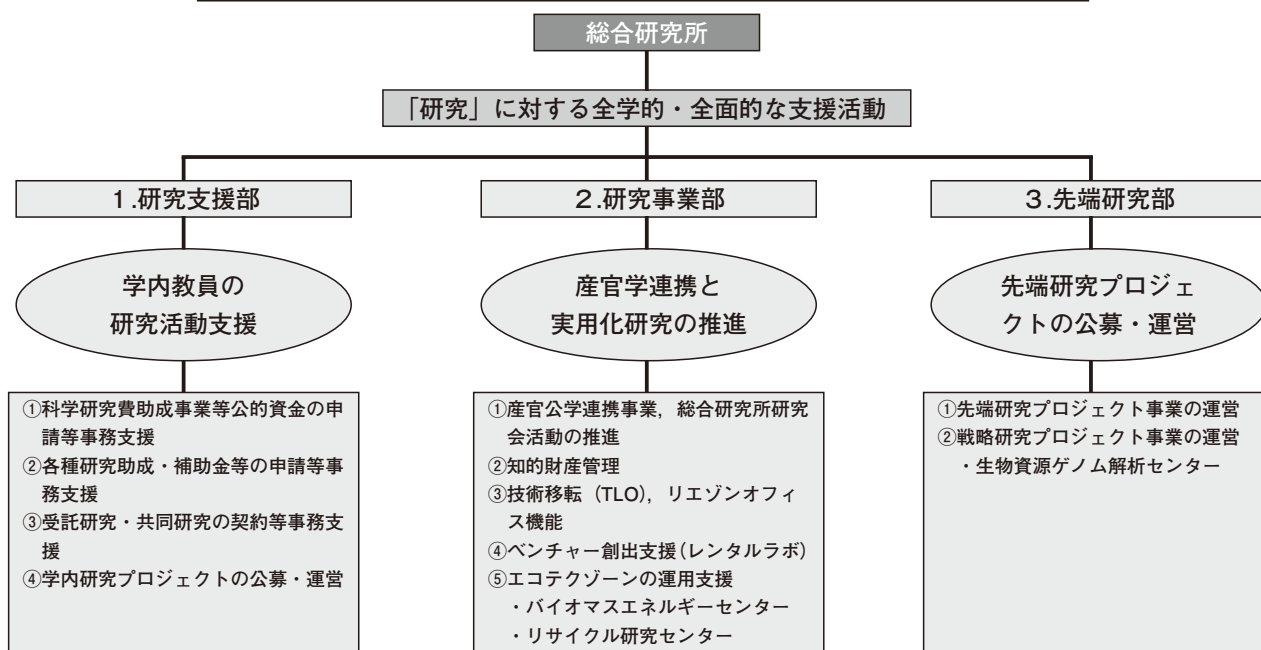 総合研究所
「研究」に対する全学的・全面的な支援活動
1.研究支援部
学内教員の
研究活動支援
①科学研究費助成事業等公的資金の申
請等事務支援
②各種研究助成・補助金等の申請等事
務支援
③受託研究・共同研究の契約等事務支
援
④学内研究プロジェクトの公募・運営
２.研究事業部
産官学連携と
実用化研究の推進
①産官公学連携事業，総合研究所研究
会活動の推進
②知的財産管理
③技術移転（TLO），リエゾンオフィ
ス機能
④ベンチャー創出支援（レンタルラボ）
⑤エコテクゾーンの運用支援
・バイオマスエネルギーセンター
・リサイクル研究センター
３.先端研究部
先端研究プロジェ
クトの公募・運営
①先端研究プロジェクト事業の運営
②戦略研究プロジェクト事業の運営
・生物資源ゲノム解析センター